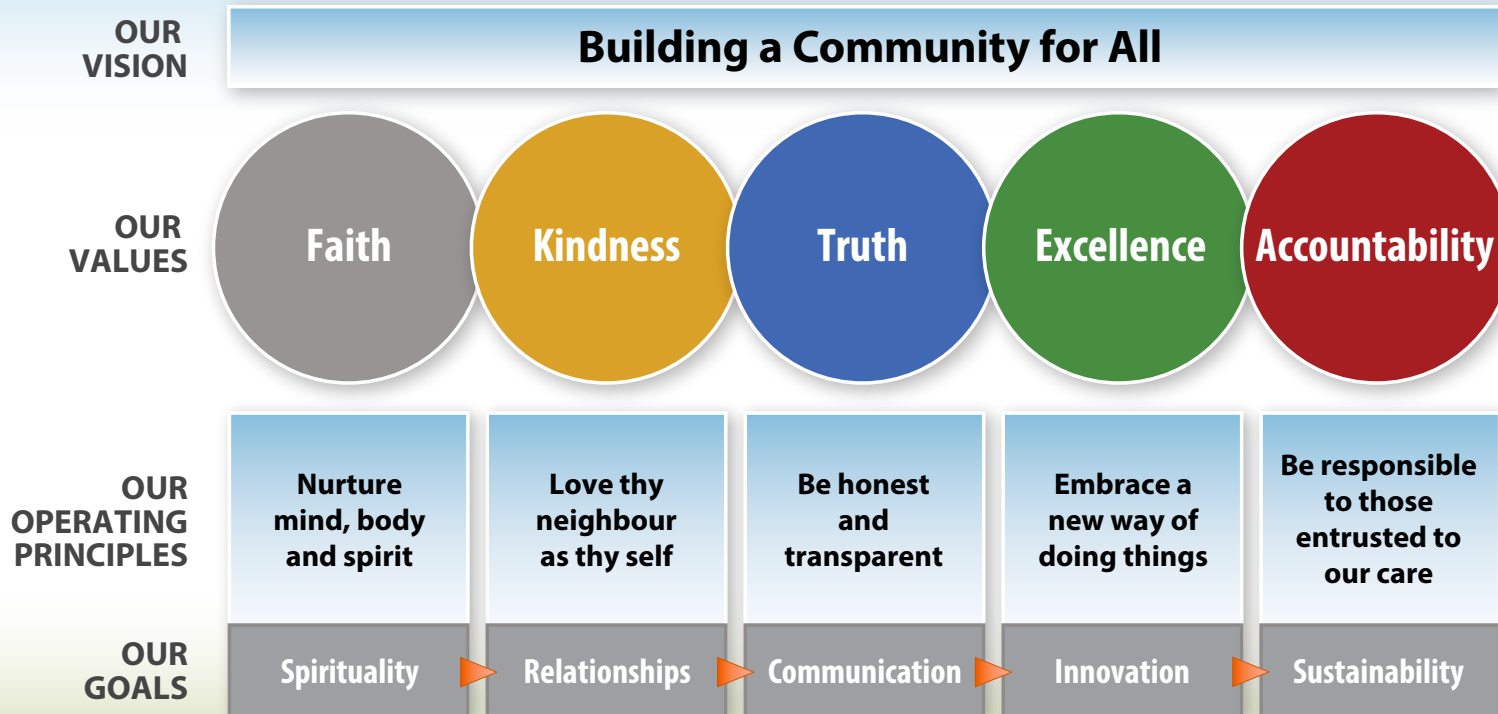 OUR
VISION
Building a Community for All
OUR
VALUES
Faith
Kindness
Truth
Excellence
Accountability
OUR
OPERATING
PRINCIPLES
Nurture
mind, body
and spirit
Love thy
neighbour
as thy self
Be honest
and
transparent
Embrace a
new way of
doing things
Be responsible
to those
entrusted to
our care
OUR
GOALS
Spirituality
Relationships
Communication
Innovation
Sustainability